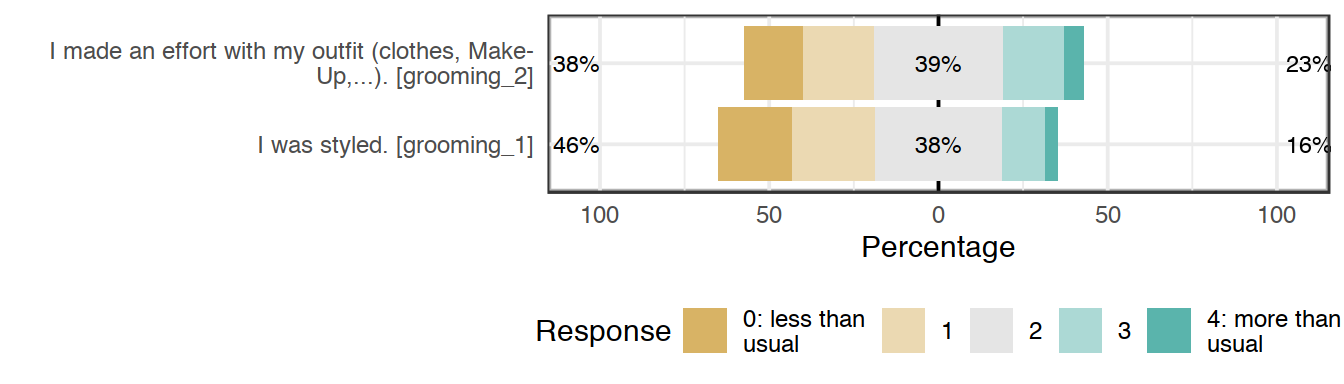 I made an effort with my outfit (clothes, Make-
Up,...). [grooming_2]
38%
39%
23%
I was styled. [grooming_1]
46%
38%
16%
100
50
0
50
100
Percentage
Response
0: less than
usual
1
2
3
4: more than
usual